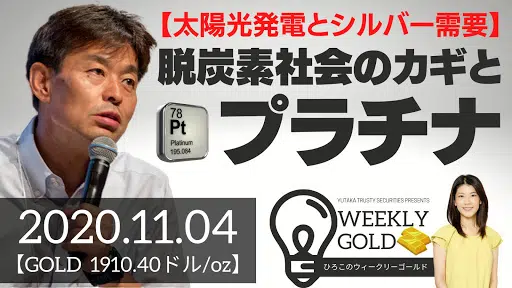 【太陽光発電とシルバー需要】
脱炭素社会のカギと
プラチナ
78
Pt
Platinum
195.084
2020.11.04
【GOLD 1910.40ドル/oz】
YUTAKA TRUSTY SECURITIES PRESENTS
WEEKLY
GOLD
ひろこのウィークリーゴールド